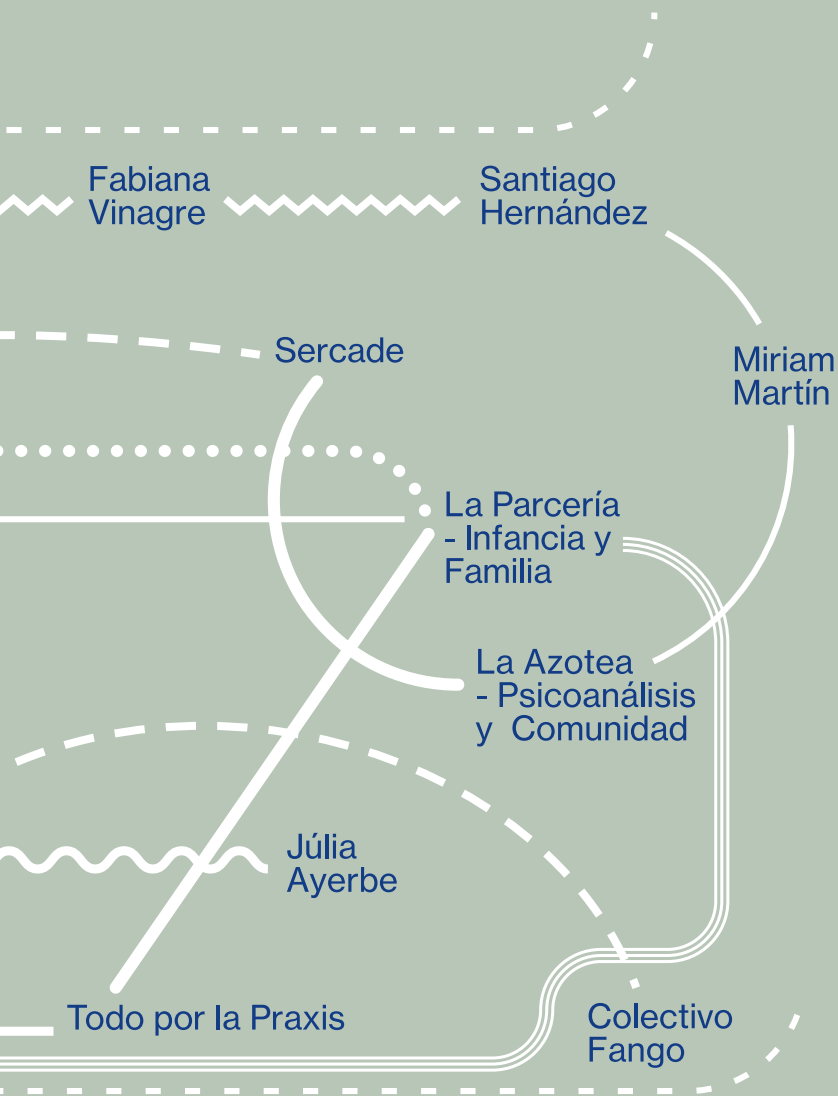 Fabiana
Vinagre
Santiago
Hernández
Sercade
Miriam
Martín
La Parcería
- Infancia y
Familia
La Azotea
- Psicoanálisis
y Comunidad
Júlia
Ayerbe
Todo por la Praxis
Colectivo
Fango